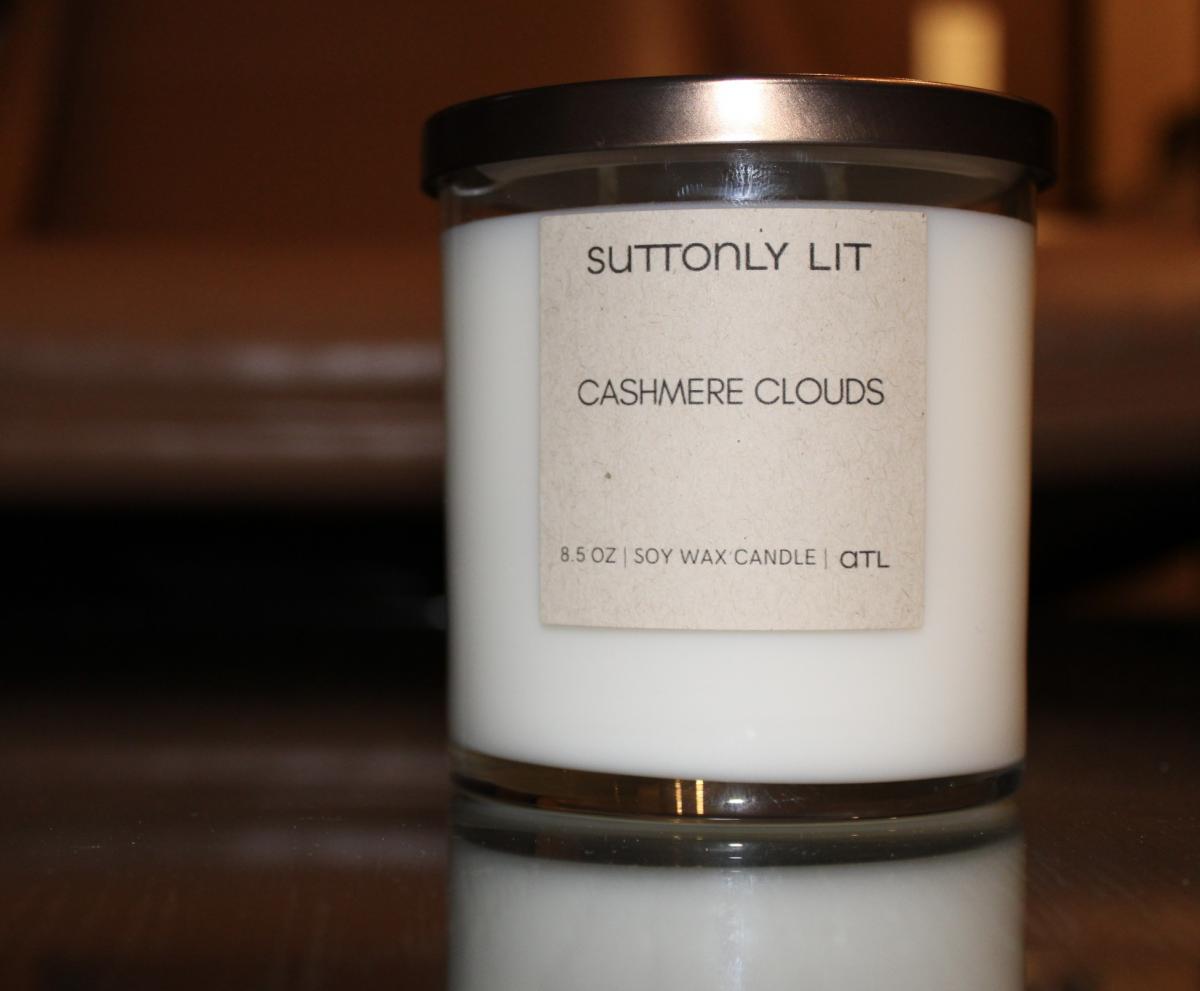 SUTTONLY LIT
CASHMERE CLOUDS
8.5 OZ | SOY WAX CANDLE | aTL